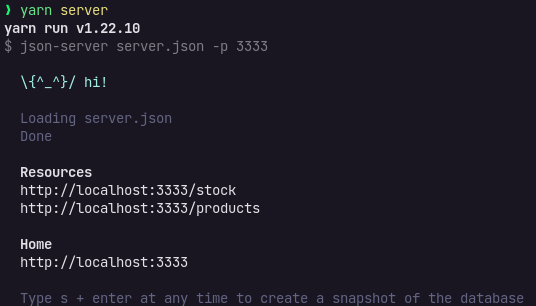 ❯ yarn server
yarn run v1.22.10
$ json-server server.json -p 3333
\{^_^}/ hi!
Loading server.json
Done
Resources
http://localhost:3333/stock
http://localhost:3333/products
Home
http://localhost:3333
Type s + enter at any time to create a snapshot of the database